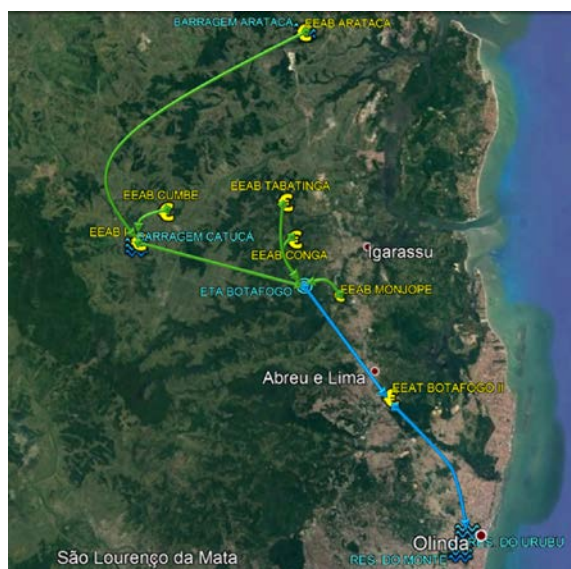 BARRAGEM ARATACA
EEAB ARATACA
EEAB CUMBE
EEAB TABATINGA
EEAB
BARRAGEM CATUCÁ
EEAB CONGA
Igarassu
ETA BOTAFOGO
EEAB MONJOPE
Abreu e Lima
EEAT BOTAFOGO II
Olinda
RES. DO URUBU
RES. DO MONTE
São Lourenço da Mata